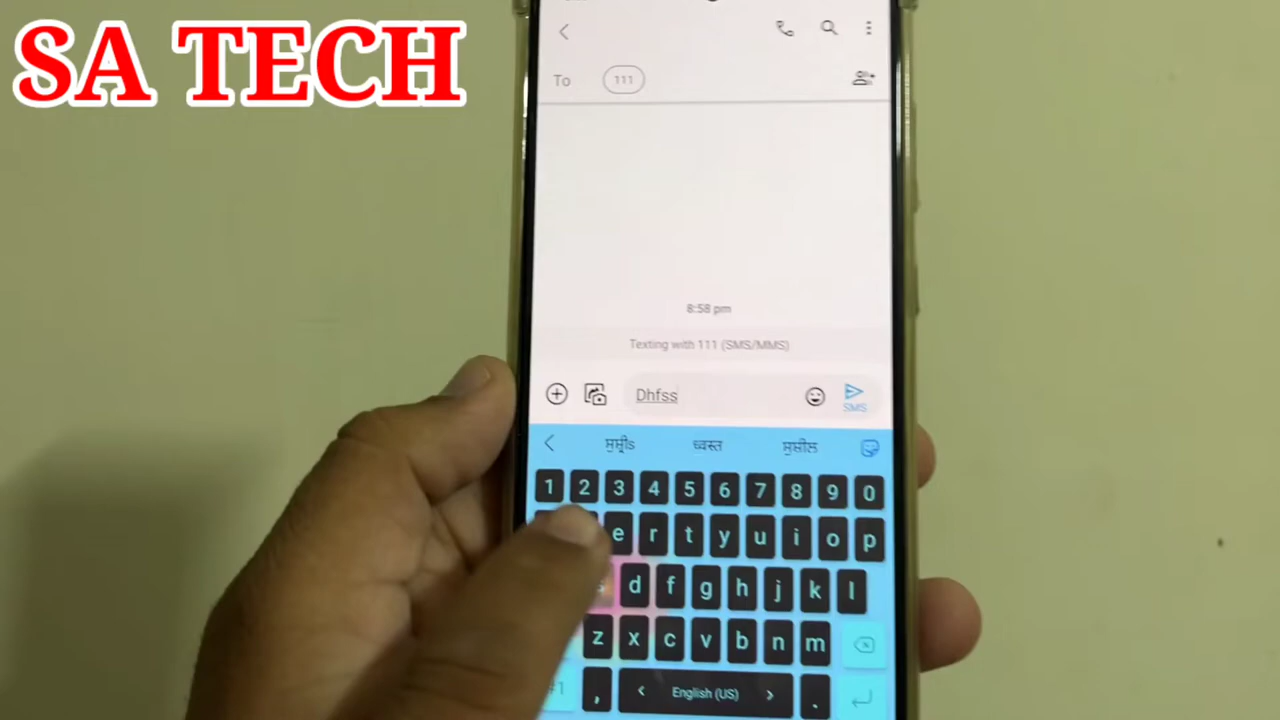 SA TECH
To 111
8:58 pm
Texting with 111 (SMS/MMS)
Dhfss
SMS
ਸੁਸ਼ੀਲ
1 2 3 4 5 6 7 8 9 0
e r t y u i o p
s d f g h j k l
z x c v b n m
, < English (US) > .